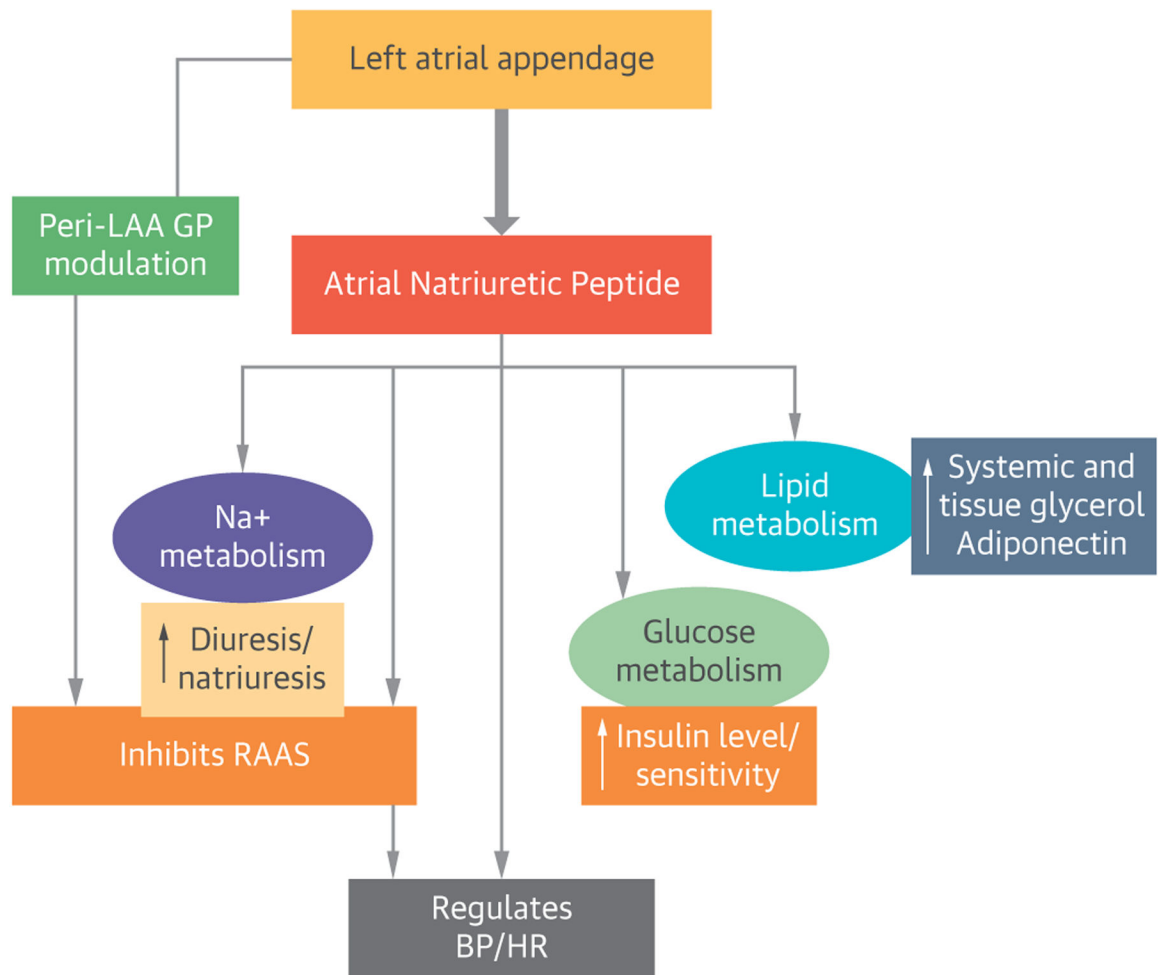 Left atrial appendage
Peri-LAA GP
modulation
Atrial Natriuretic Peptide
Na+
metabolism
Diuresis/
natriuresis
Inhibits RAAS
Lipid
metabolism
Systemic and
tissue glycerol
Adiponectin
Glucose
metabolism
Insulin level/
sensitivity
Regulates
BP/HR